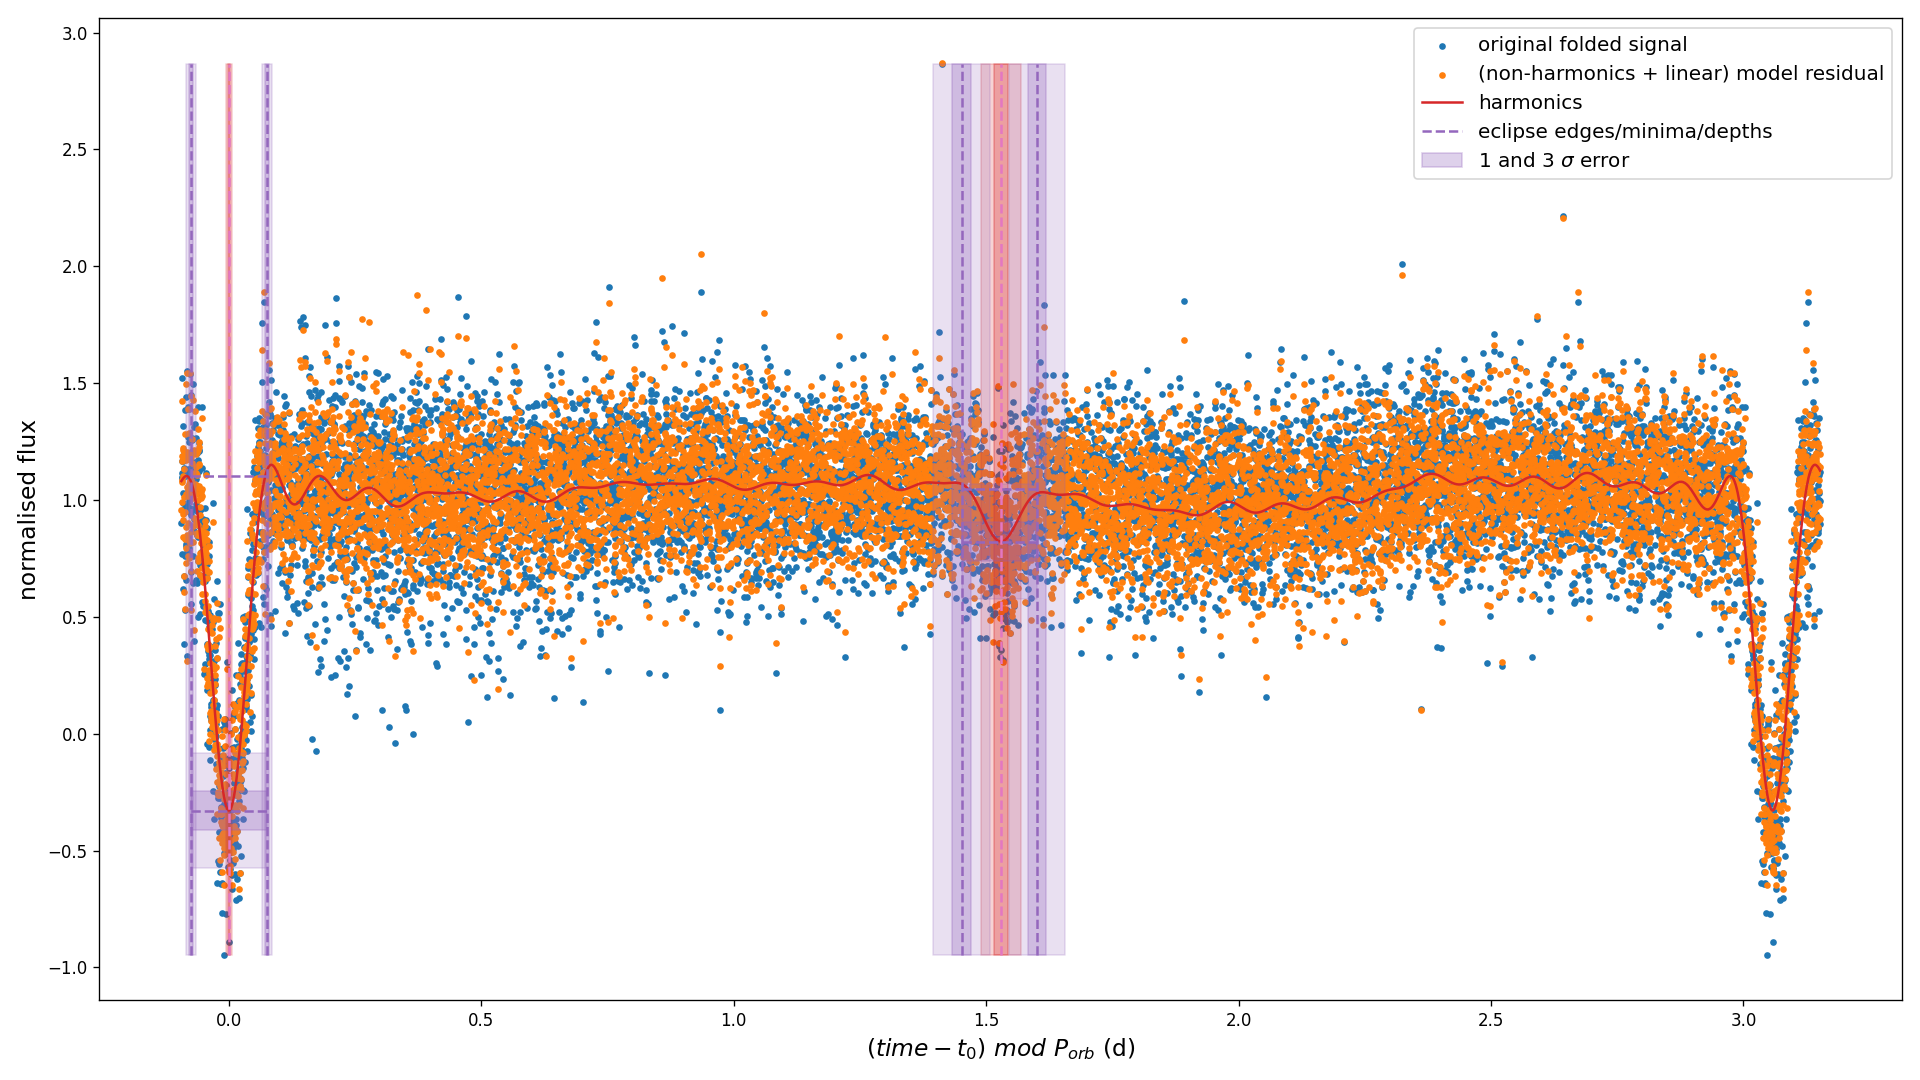 original folded signal
(non-harmonics + linear) model residual
harmonics
eclipse edges/minima/depths
1 and 3 σ error
normalised flux
3.0
2.5
2.0
1.5
1.0
0.5
0.0
−0.5
−1.0
0.0 0.5 1.0 1.5 2.0 2.5 3.0
(time − t₀) mod Pₒᵣb (d)